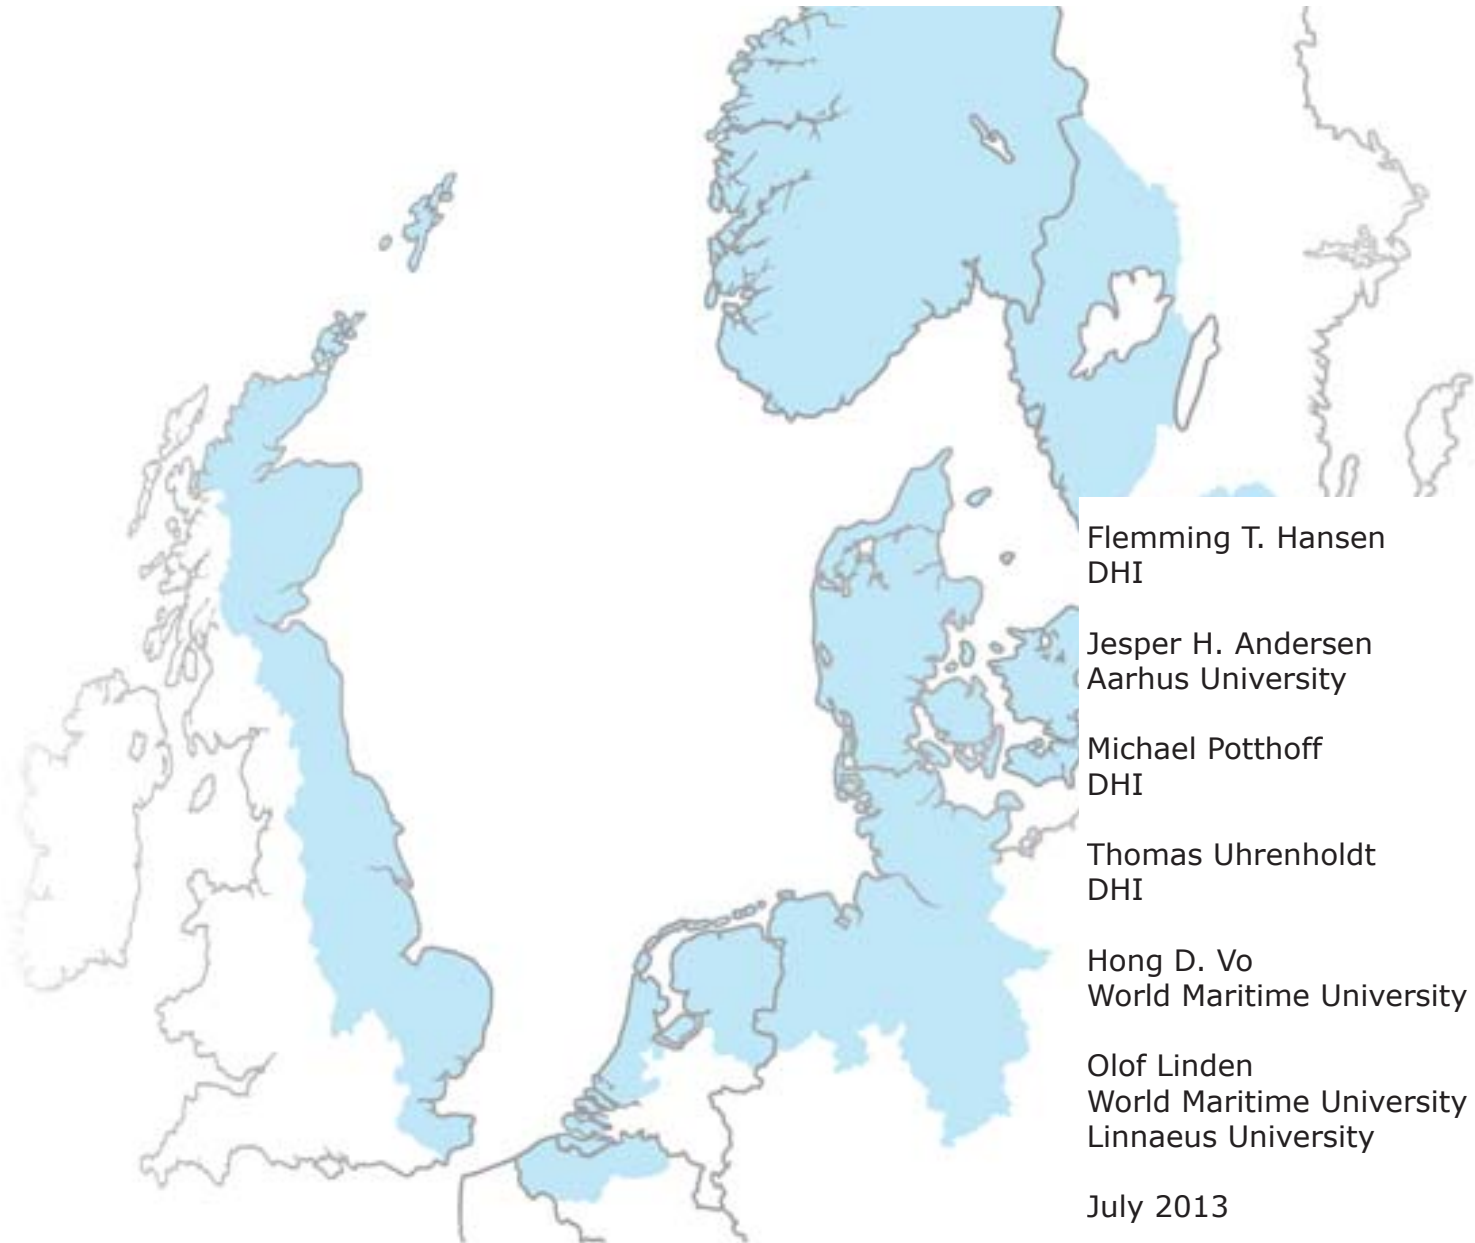 Flemming T. Hansen
DHI
Jesper H. Andersen
Aarhus University
Michael Potthoff
DHI
Thomas Uhrenholdt
DHI
Hong D. Vo
World Maritime University
Olof Linden
World Maritime University
Linnaeus University
July 2013